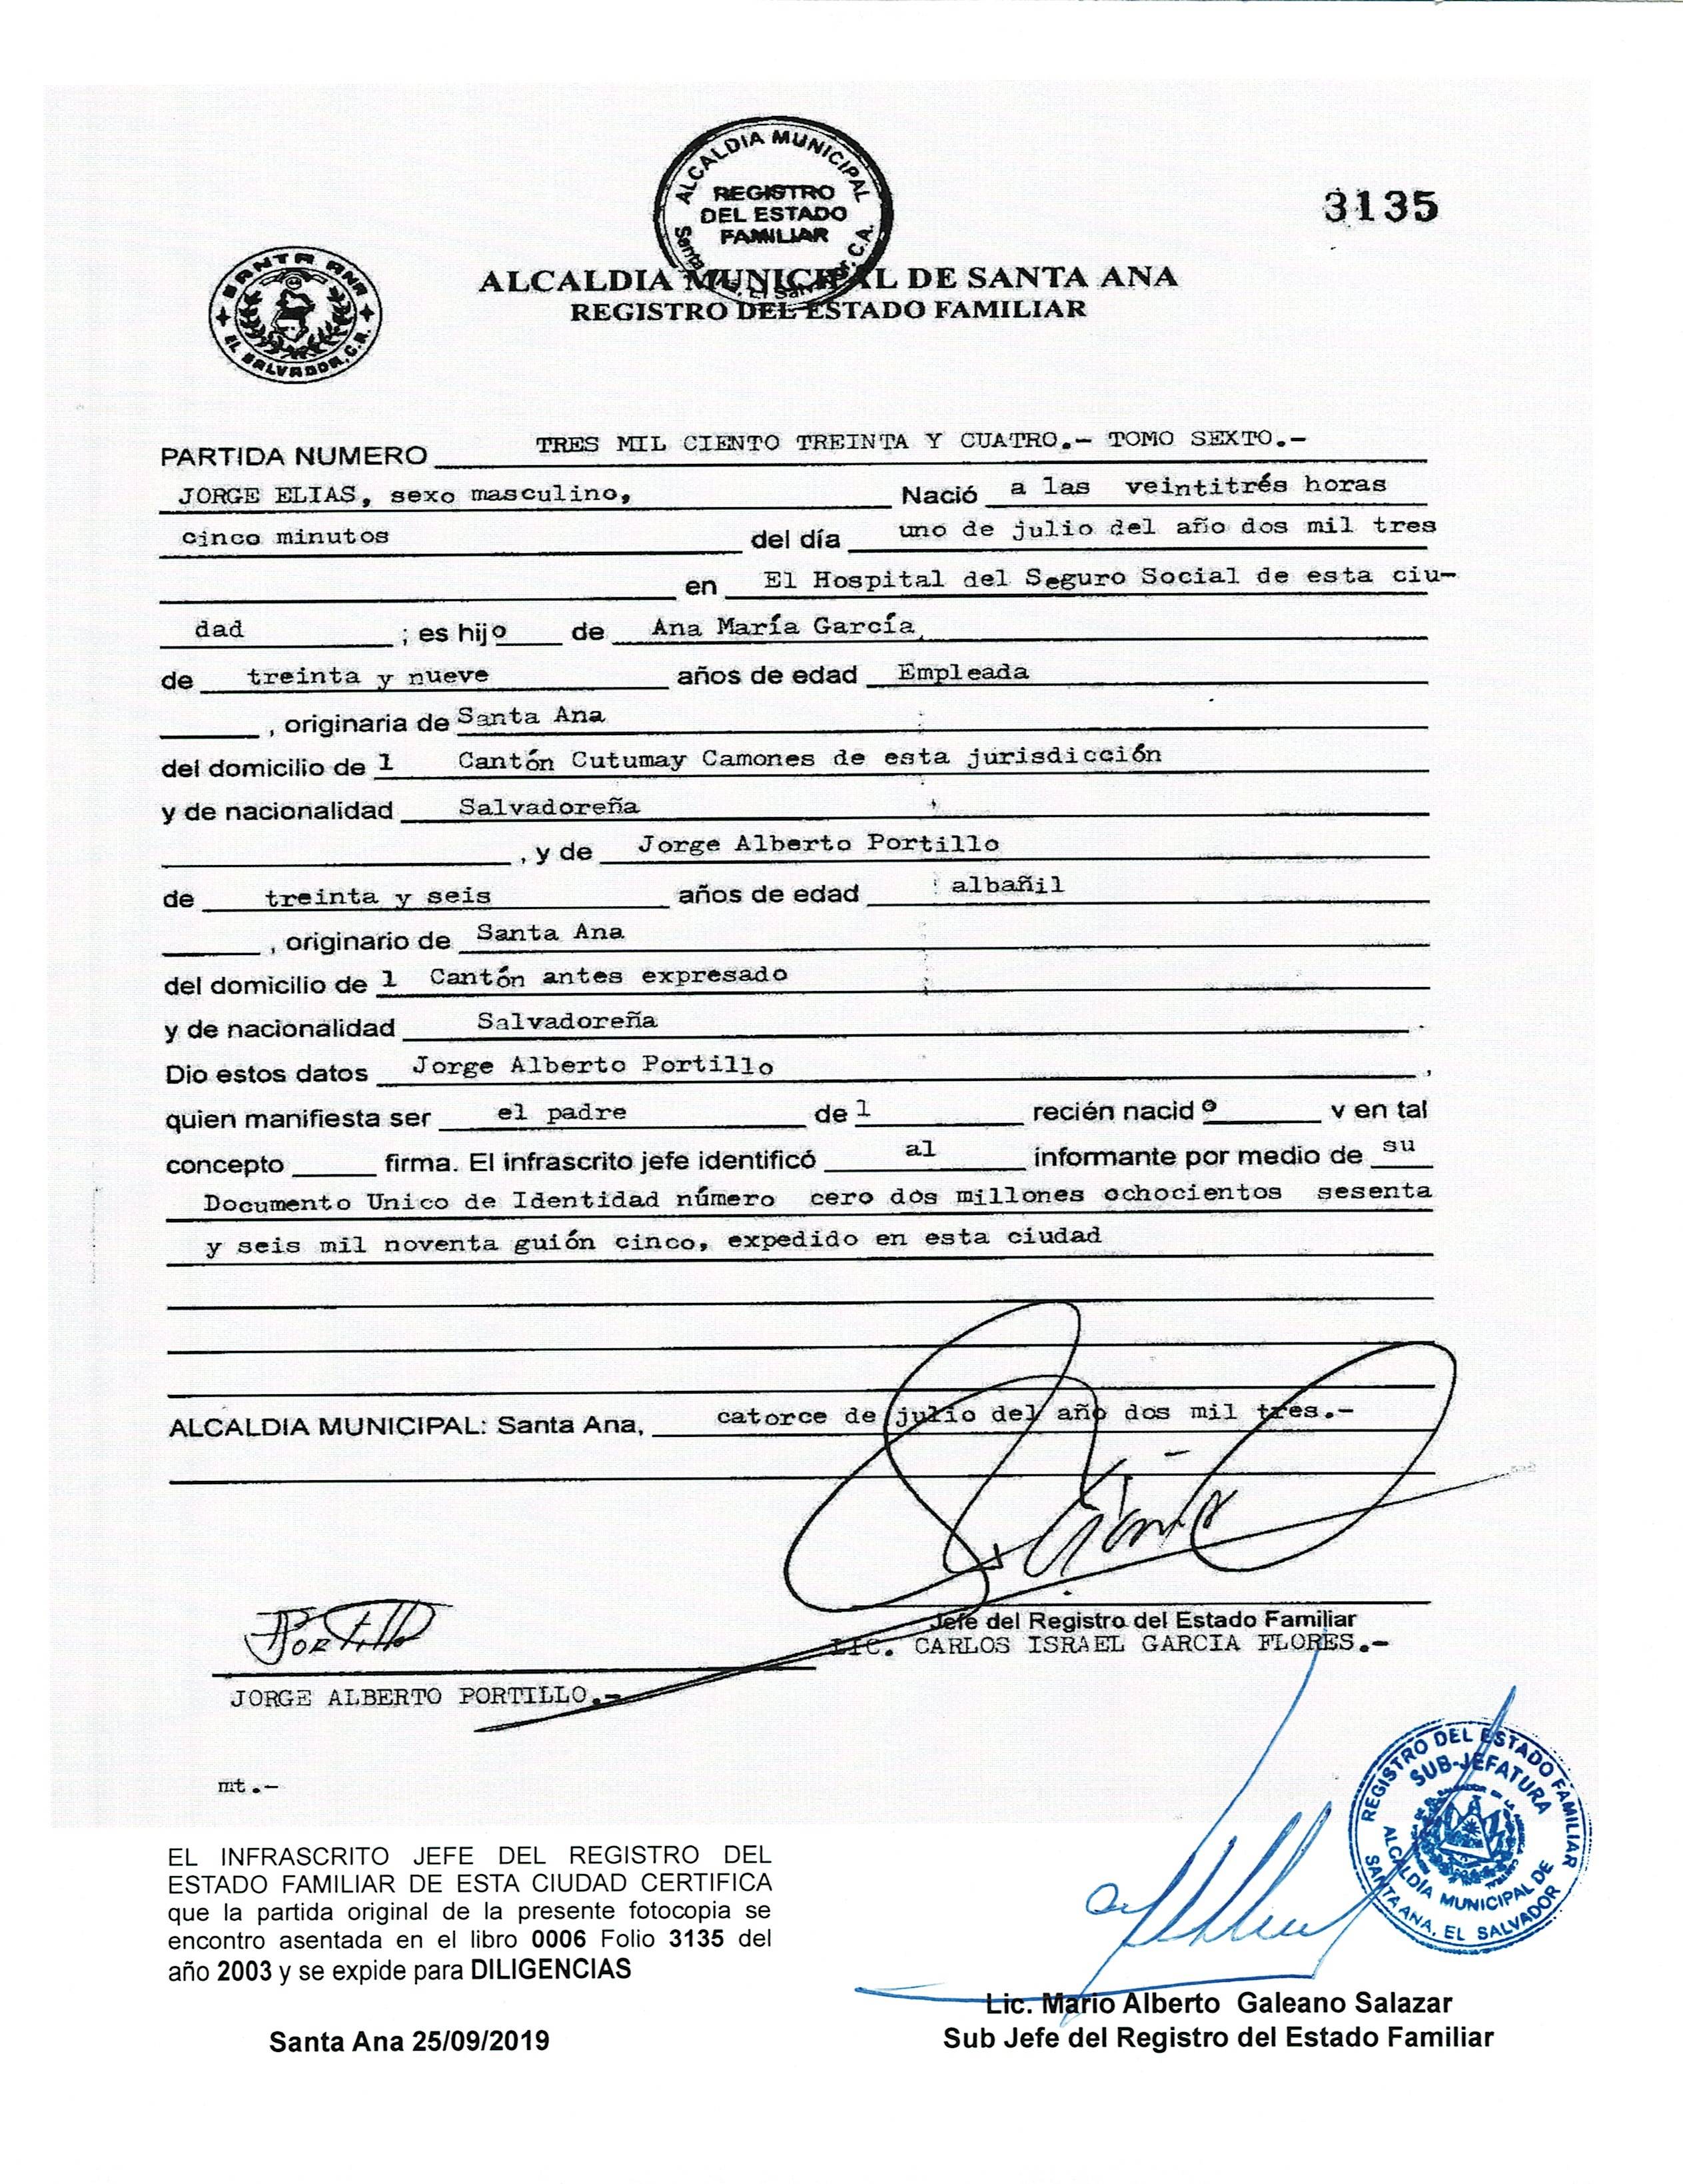 ALCALDIA MUNICIPAL
REGISTRO
DEL ESTADO
FAMILIAR
Santa Ana, El Salvador, C.A.
3135
SANTA ANA
EL SALVADOR, C.A.
ALCALDIA MUNICIPAL DE SANTA ANA
REGISTRO DEL ESTADO FAMILIAR
PARTIDA NUMERO TRES MIL CIENTO TREINTA Y CUATRO.- TOMO SEXTO.-
JORGE ELIAS, sexo masculino, Nació a las veintitrés horas
cinco minutos del día uno de julio del año dos mil tres
en El Hospital del Seguro Social de esta ciu-
dad ; es hijo de Ana María García,
de treinta y nueve años de edad Empleada
, originaria de Santa Ana
del domicilio de l Cantón Cutumay Camones de esta jurisdicción
y de nacionalidad Salvadoreña
, y de Jorge Alberto Portillo
de treinta y seis años de edad albañil
, originario de Santa Ana
del domicilio de l Cantón antes expresado
y de nacionalidad Salvadoreña .
Dio estos datos Jorge Alberto Portillo ,
quien manifiesta ser el padre de l recién nacid o y en tal
concepto firma. El infrascrito jefe identificó al informante por medio de su
Documento Unico de Identidad número cero dos millones ochocientos sesenta
y seis mil noventa guión cinco, expedido en esta ciudad
ALCALDIA MUNICIPAL: Santa Ana, catorce de julio del año dos mil tres.-
Jefe del Registro del Estado Familiar
LIC. CARLOS ISRAEL GARCIA FLORES.-
Portillo
JORGE ALBERTO PORTILLO.-
mt.-
REGISTRO DEL ESTADO FAMILIAR
SUB-JEFATURA
ALCALDÍA MUNICIPAL DE
SANTA ANA, EL SALVADOR
EL INFRASCRITO JEFE DEL REGISTRO DEL
ESTADO FAMILIAR DE ESTA CIUDAD CERTIFICA
que la partida original de la presente fotocopia se
encontro asentada en el libro 0006 Folio 3135 del
año 2003 y se expide para DILIGENCIAS
Santa Ana 25/09/2019
Lic. Mario Alberto Galeano Salazar
Sub Jefe del Registro del Estado Familiar